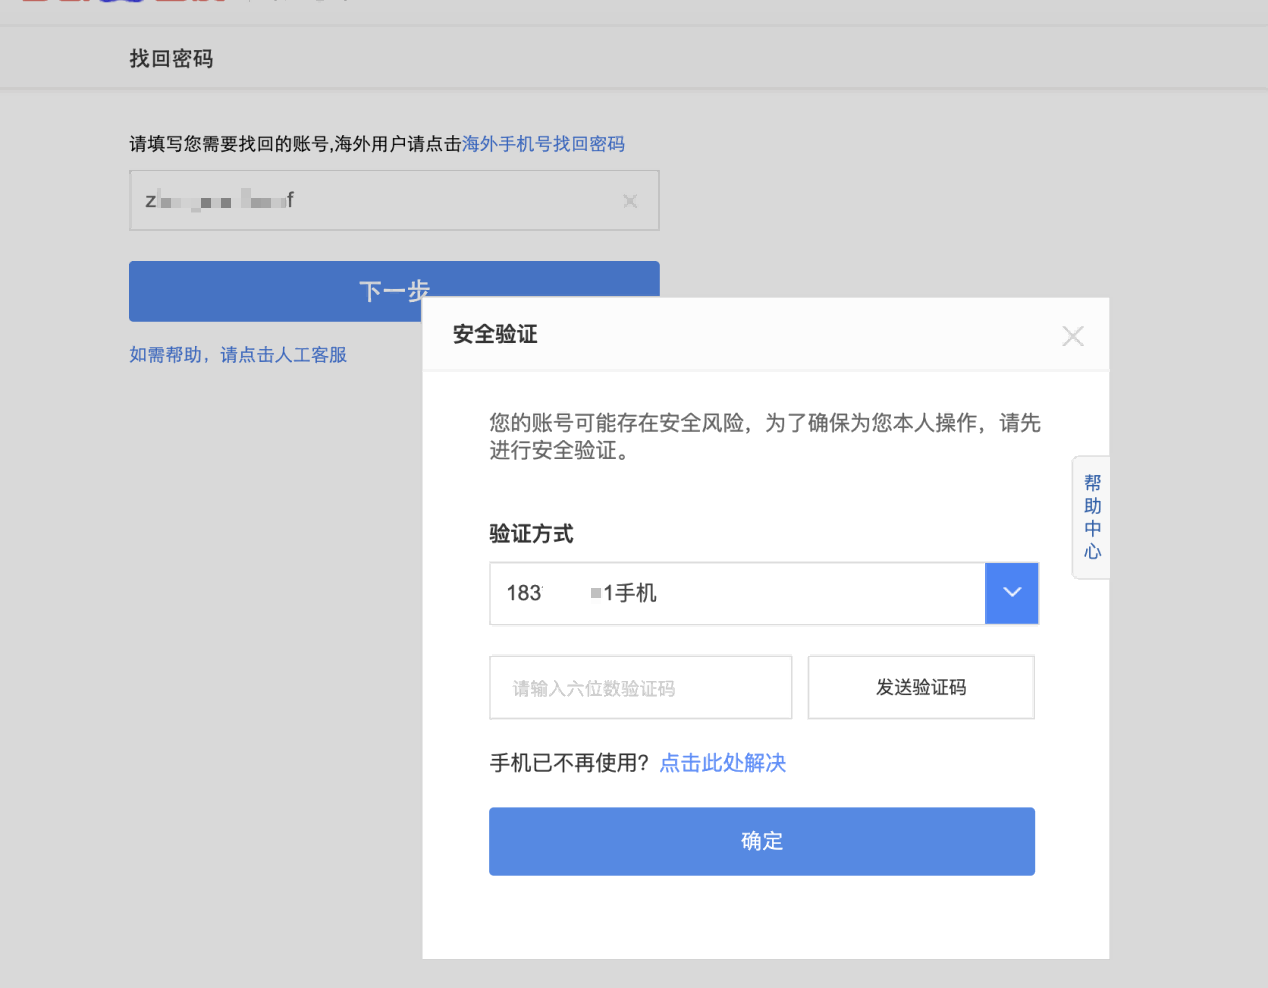 找回密码
请填写您需要找回的账号,海外用户请点击海外手机号找回密码
z f
下一步
如需帮助，请点击人工客服
安全验证
您的账号可能存在安全风险，为了确保为您本人操作，请先
进行安全验证。
帮助中心
验证方式
183 1手机
请输入六位数验证码
发送验证码
手机已不再使用？点击此处解决
确定